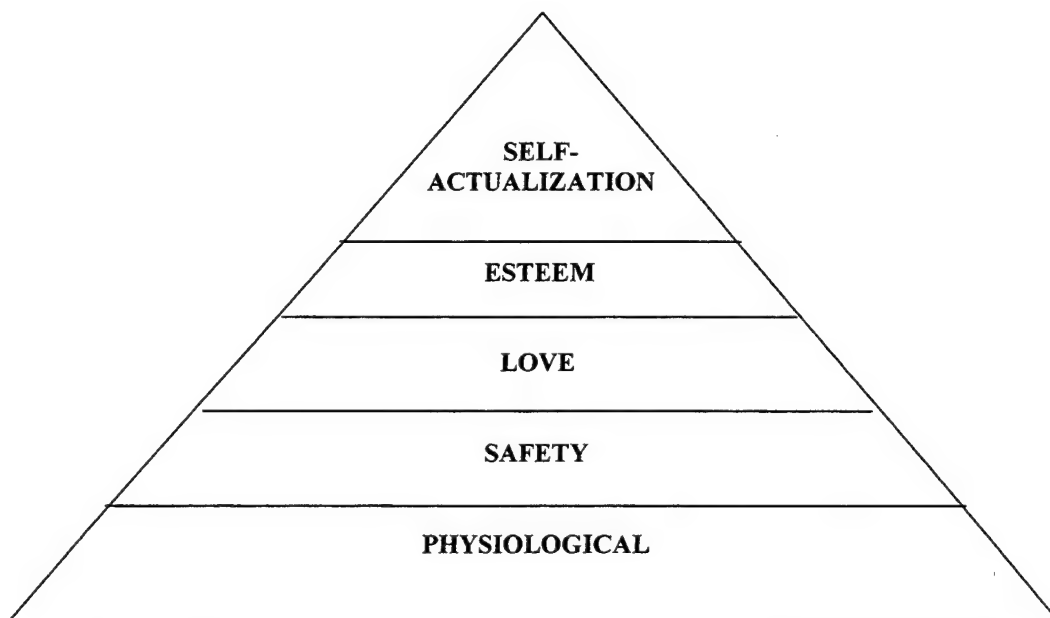 SELF-
ACTUALIZATION
ESTEEM
LOVE
SAFETY
PHYSIOLOGICAL